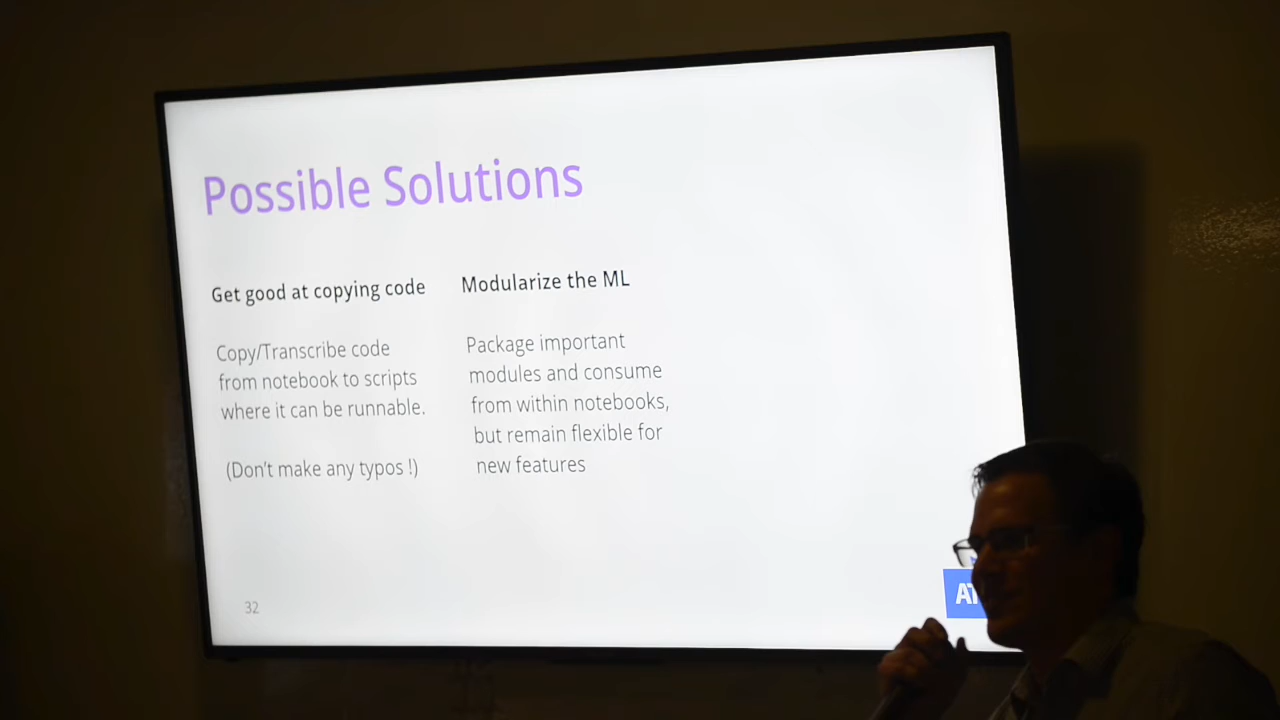 Possible Solutions
Get good at copying code
Copy/Transcribe code
from notebook to scripts
where it can be runnable.
(Don't make any typos !)
Modularize the ML
Package important
modules and consume
from within notebooks,
but remain flexible for
new features
32